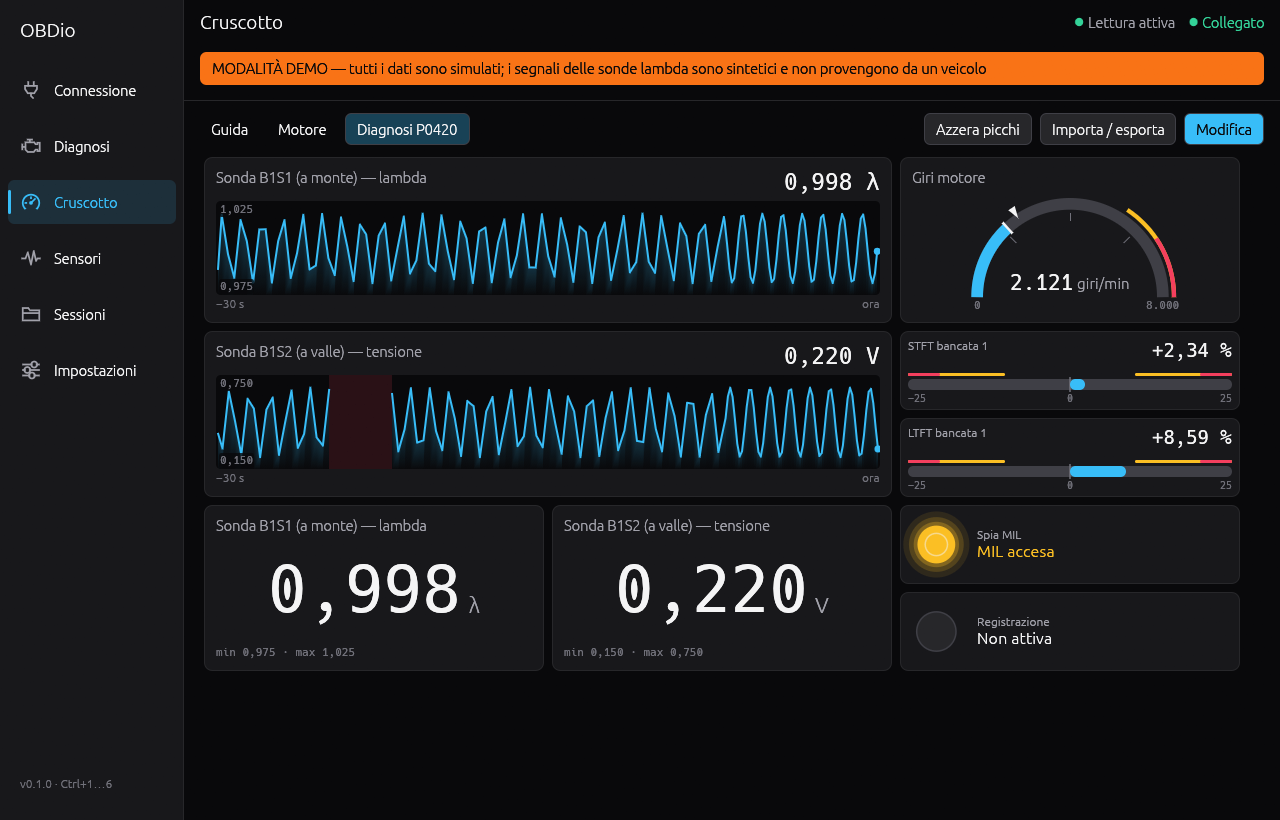 OBDio
Connessione
Diagnosi
Cruscotto
Sensori
Sessioni
Impostazioni
v0.1.0 · Ctrl+1…6
Cruscotto
Lettura attiva
Collegato
MODALITÀ DEMO — tutti i dati sono simulati; i segnali delle sonde lambda sono sintetici e non provengono da un veicolo
Guida
Motore
Diagnosi P0420
Azzera picchi
Importa / esporta
Modifica
Sonda B1S1 (a monte) — lambda
0,998 λ
1,025
0,975
−30 s
ora
Giri motore
2.121 giri/min
0
8.000
Sonda B1S2 (a valle) — tensione
0,220 V
0,750
0,150
−30 s
ora
STFT bancata 1
+2,34 %
−25
0
25
LTFT bancata 1
+8,59 %
−25
0
25
Sonda B1S1 (a monte) — lambda
0,998 λ
min 0,975 · max 1,025
Sonda B1S2 (a valle) — tensione
0,220 V
min 0,150 · max 0,750
Spia MIL
MIL accesa
Registrazione
Non attiva